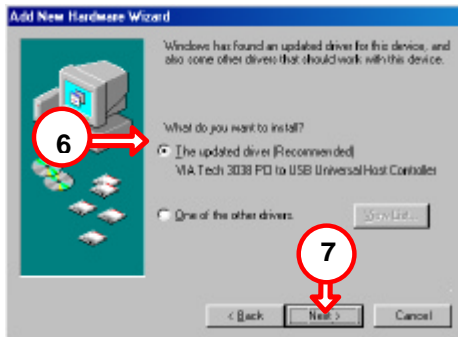 Add New Hardware Wizard
Windows has found an updated driver for this device, and
also some other drivers that should work with this device.
What do you want to install?
6
The updated driver (Recommended)
VIA Tech 3038 PCI to USB Universal Host Controller
One of the other drivers.
View List...
7
< Back
Next >
Cancel